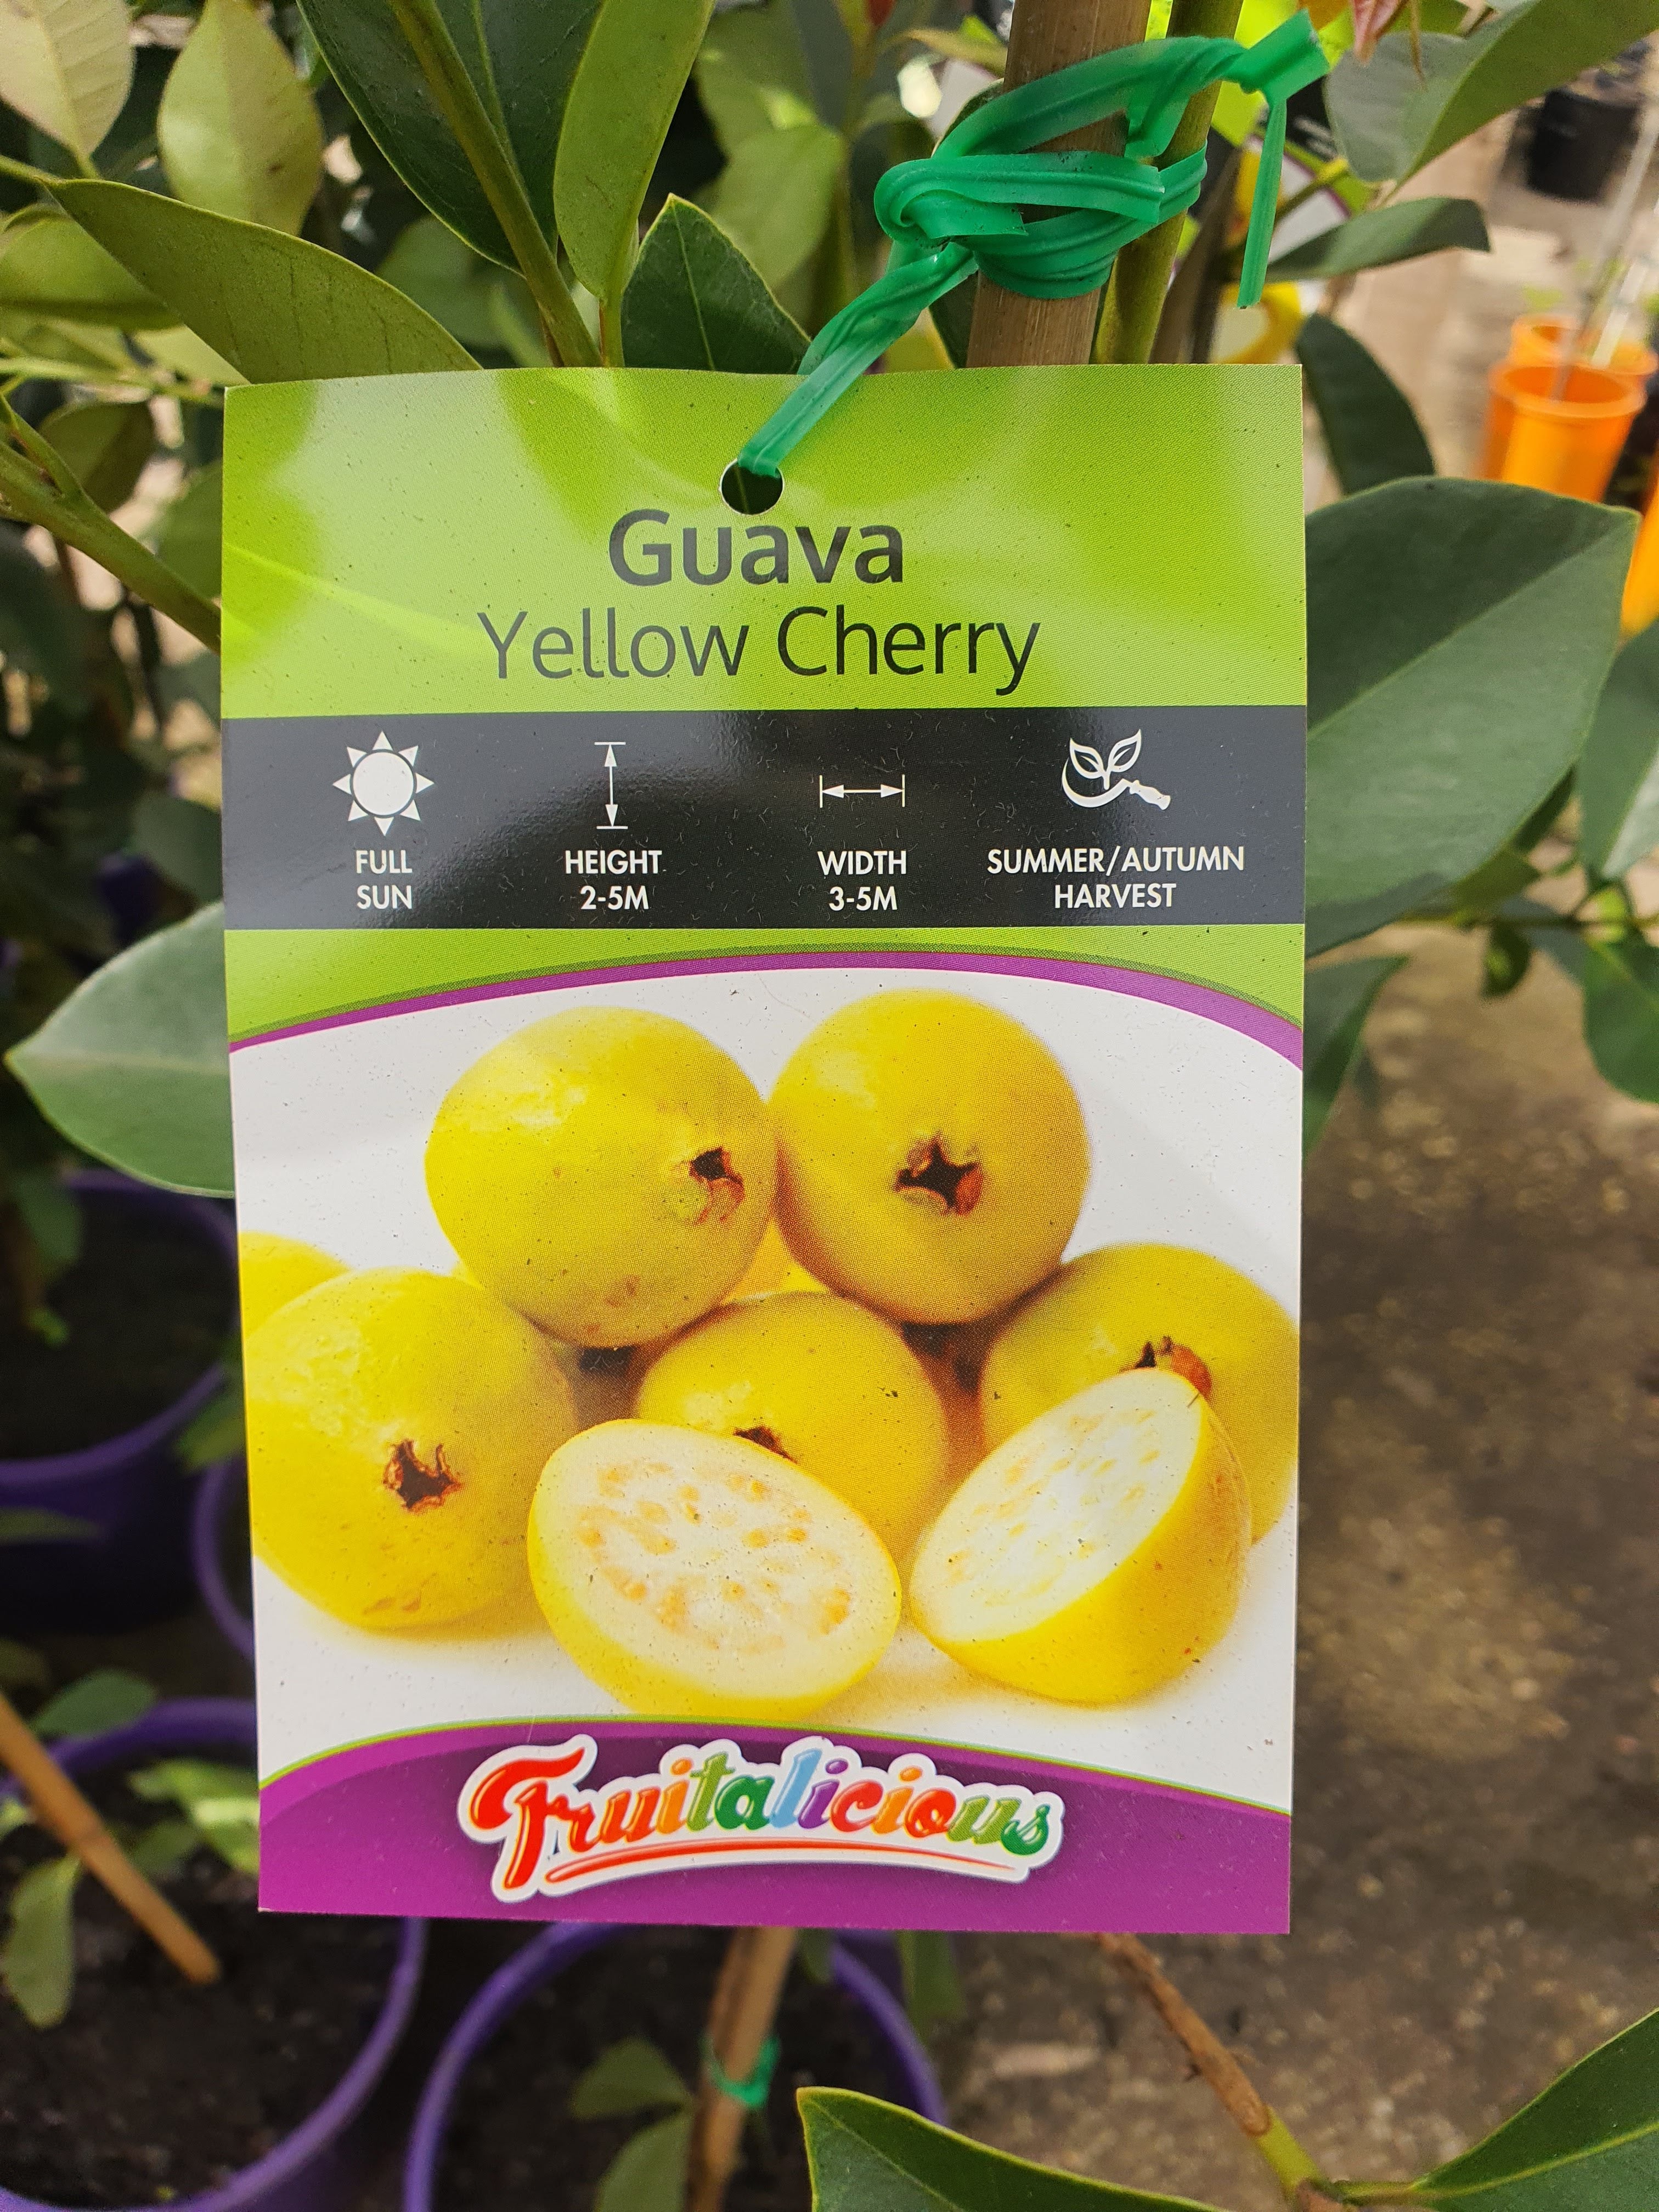 Guava
Yellow Cherry
FULL
SUN
HEIGHT
2-5M
WIDTH
3-5M
SUMMER/AUTUMN
HARVEST
Fruitalicious